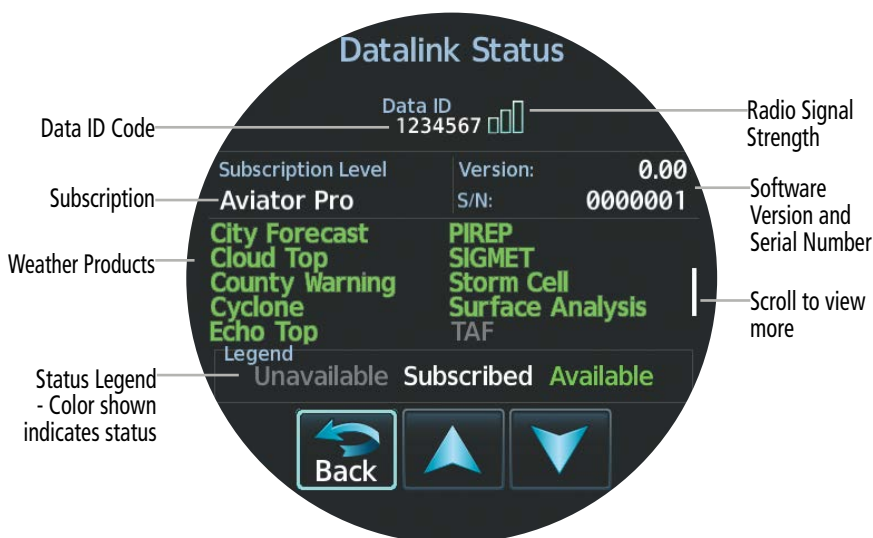 Datalink Status
Data ID
1234567
Data ID Code
Radio Signal
Strength
Subscription Level
Version: 0.00
Subscription
Aviator Pro
S/N: 0000001
Software
Version and
Serial Number
City Forecast PIREP
Weather Products
Cloud Top SIGMET
County Warning Storm Cell
Cyclone Surface Analysis
Echo Top TAF
Scroll to view
more
Legend
Unavailable Subscribed Available
Status Legend
- Color shown
indicates status
Back